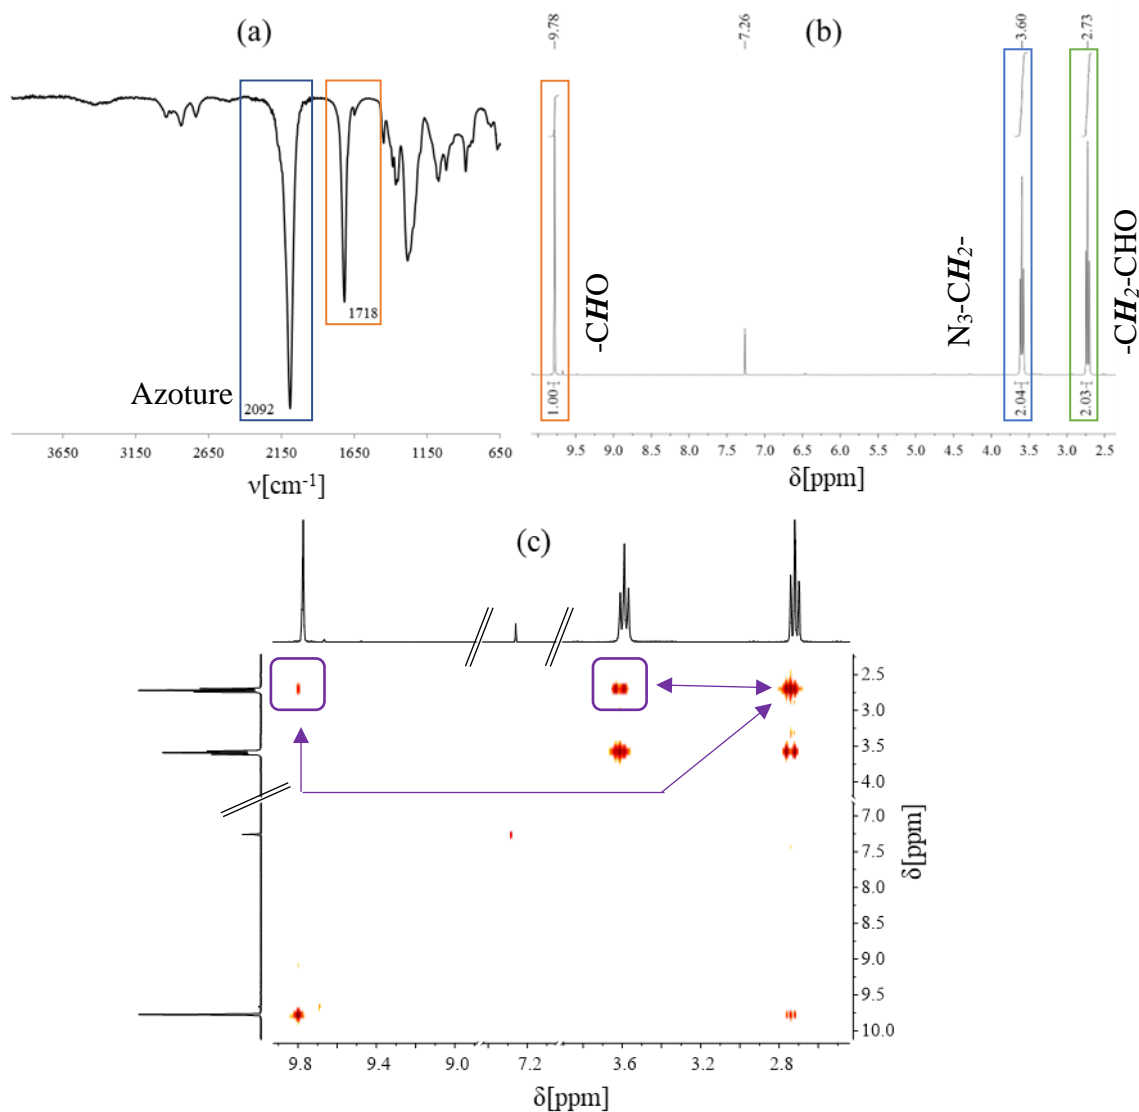 (a)
2092
1718
Azoture
3650 3150 2650 2150 1650 1150 650
ν[cm⁻¹]
(b)
–9.78
–7.26
–3.60
–2.73
-CHO
N₃-CH₂-
-CH₂-CHO
1.00
2.04
2.03
9.5 9.0 8.5 8.0 7.5 7.0 6.5 6.0 5.5 5.0 4.5 4.0 3.5 3.0 2.5
δ[ppm]
(c)
2.5
3.0
3.5
4.0
7.0
7.5
8.0
8.5
9.0
9.5
10.0
δ[ppm]
9.8 9.4 9.0 7.2 3.6 3.2 2.8
δ[ppm]